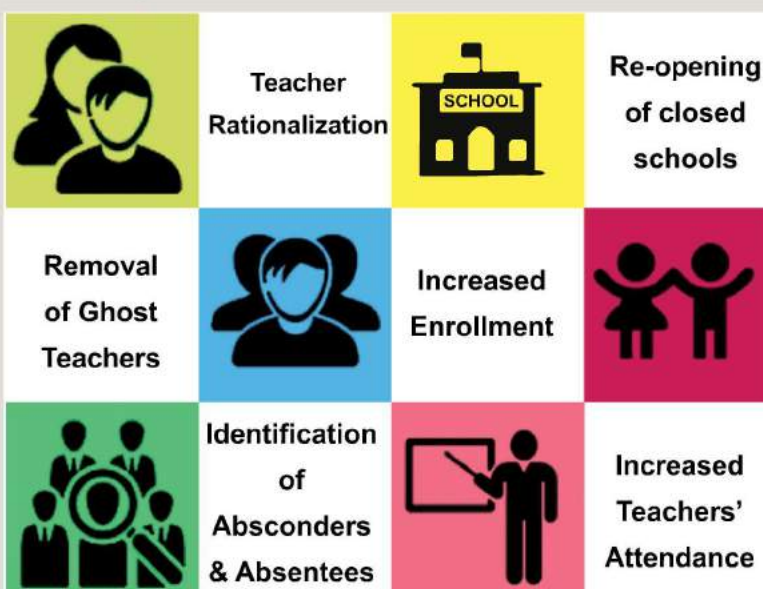 Teacher
Rationalization
SCHOOL
Re-opening
of closed
schools
Removal
of Ghost
Teachers
Increased
Enrollment
Identification
of
Absconders
& Absentees
Increased
Teachers'
Attendance